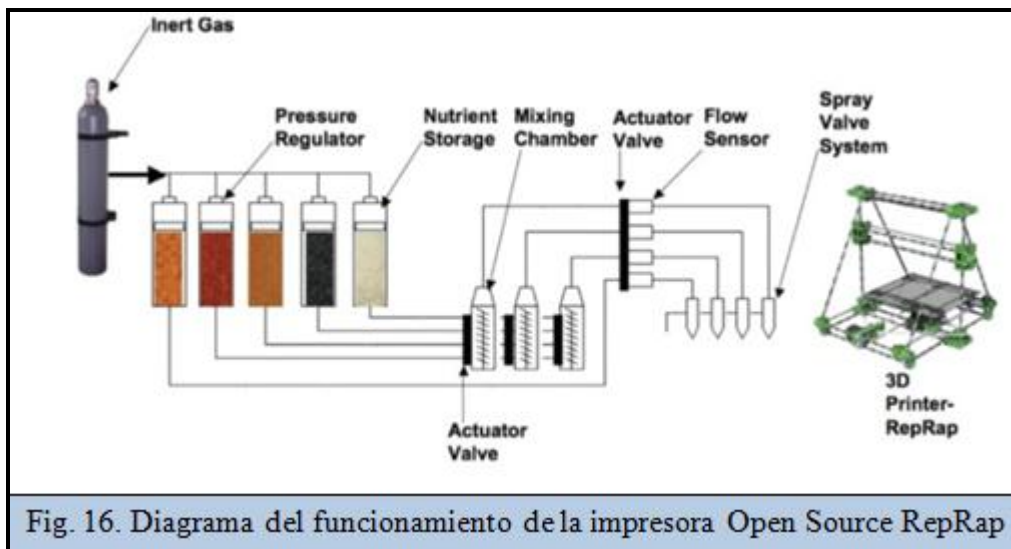 Inert Gas
Pressure
Regulator
Nutrient
Storage
Mixing
Chamber
Actuator
Valve
Flow
Sensor
Spray
Valve
System
Actuator
Valve
3D
Printer-
RepRap
Fig. 16. Diagrama del funcionamiento de la impresora Open Source RepRap